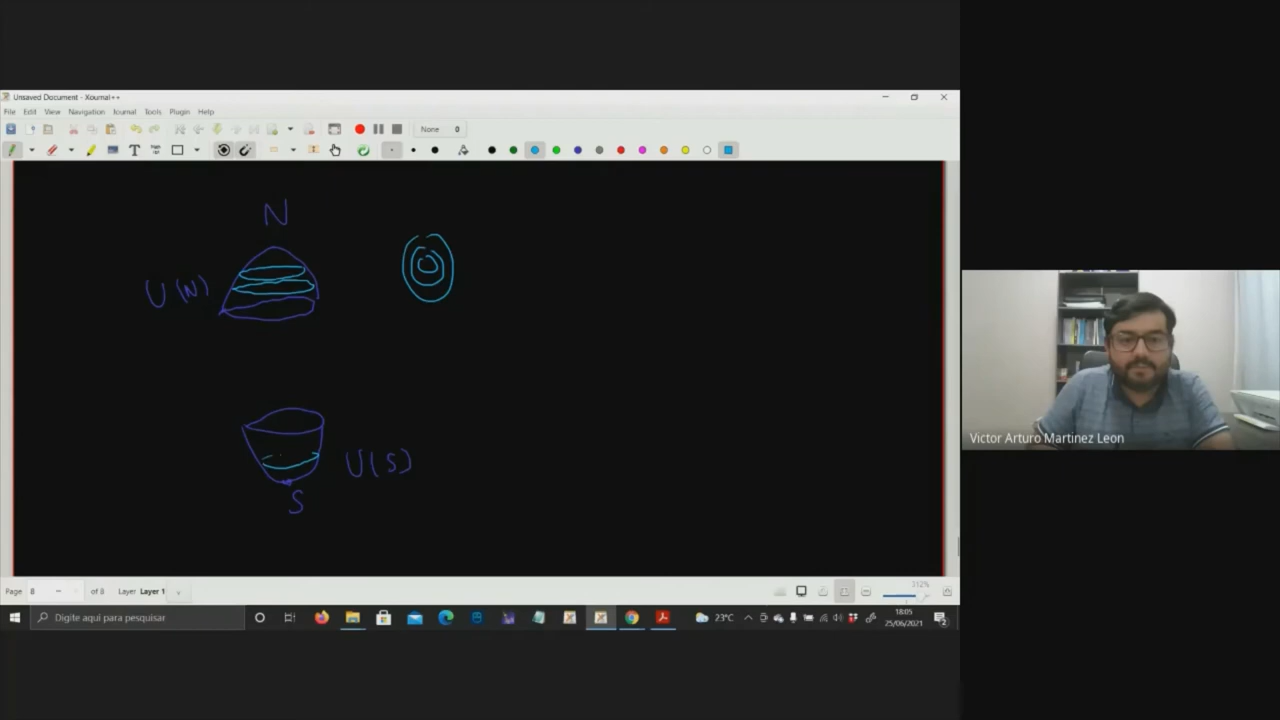 Unsaved Document - Xournal++
File Edit View Navigation Journal Tools Plugin Help
None 0
N
U(N)
U(S)
S
Victor Arturo Martinez Leon
Page 8 of 8 Layer Layer 1
312%
Digite aqui para pesquisar
23°C
18:05
25/06/2021